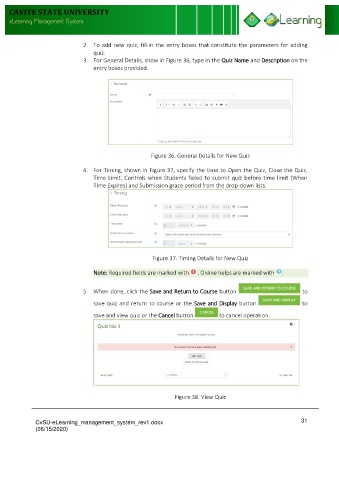 CAVITE STATE UNIVERSITY
eLearning Management System
eLearning
2. To add new quiz, fill-in the entry boxes that constitute the parameters for adding
quiz.
3. For General Details, show in Figure 36, type in the Quiz Name and Description on the
entry boxes provided.
General
Name
Description
Figure 36. General Details for New Quiz
4. For Timing, shown in Figure 37, specify the time to Open the Quiz, Close the Quiz,
Time Limit, Controls when Students failed to submit quiz before time limit (When
Time Expires) and Submission grace period from the drop-down lists.
Timing
Open the quiz
Close the quiz
Time limit
When time expires
Submission grace period
Figure 37. Timing Details for New Quiz
Note: Required fields are marked with . Online helps are marked with .
5. When done, click the Save and Return to Course button SAVE AND RETURN TO COURSE to
save quiz and return to course or the Save and Display button SAVE AND DISPLAY to
save and view quiz or the Cancel button CANCEL to cancel operation.
Quiz No.1
Figure 38. View Quiz
CvSU-eLearning_management_system_rev1.docx
(06/15/2020)
31